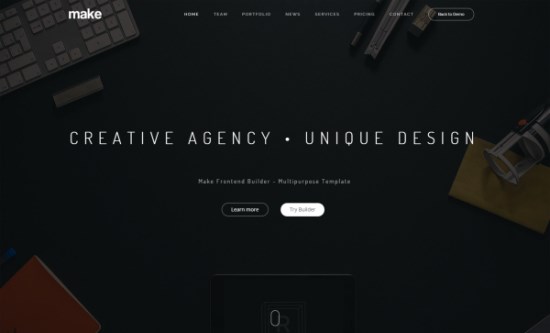 make
HOME TEAM PORTFOLIO NEWS SERVICES PRICING CONTACT Back to Demo
CREATIVE AGENCY • UNIQUE DESIGN
Make Frontend Builder - Multipurpose Template
Learn more Try Builder